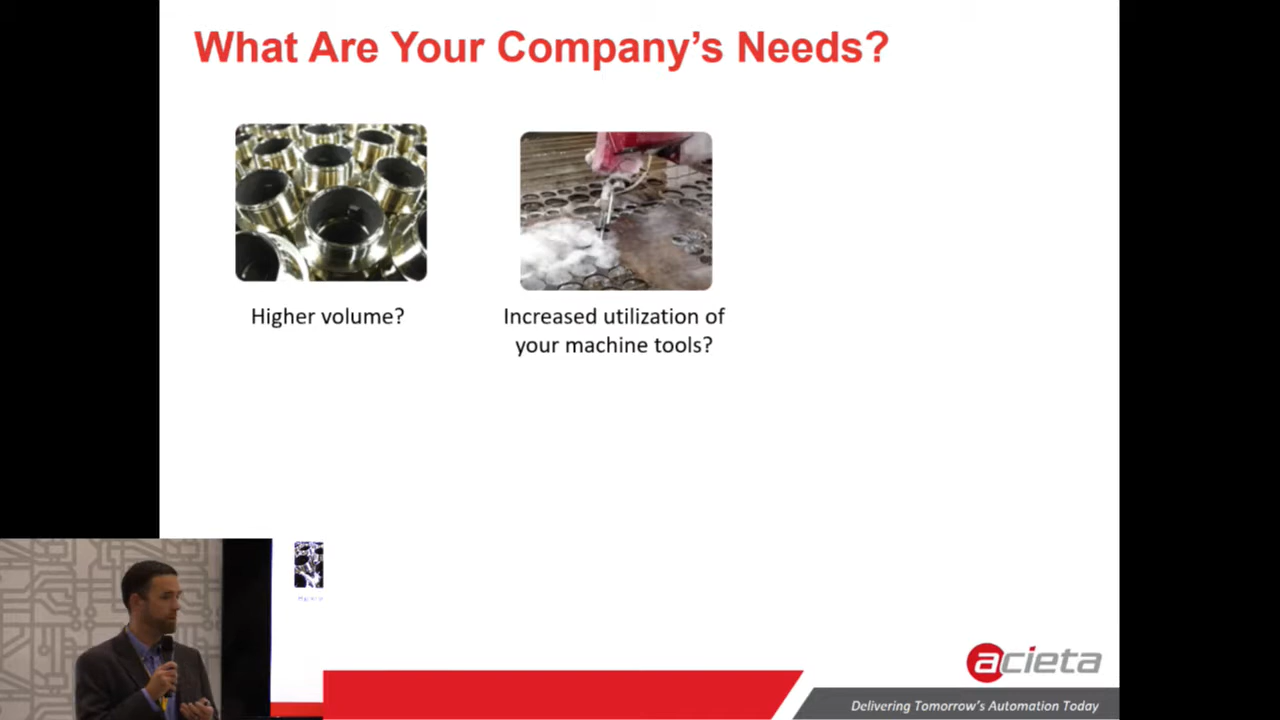 What Are Your Company's Needs?
Higher volume?
Increased utilization of
your machine tools?
acieta
Delivering Tomorrow's Automation Today